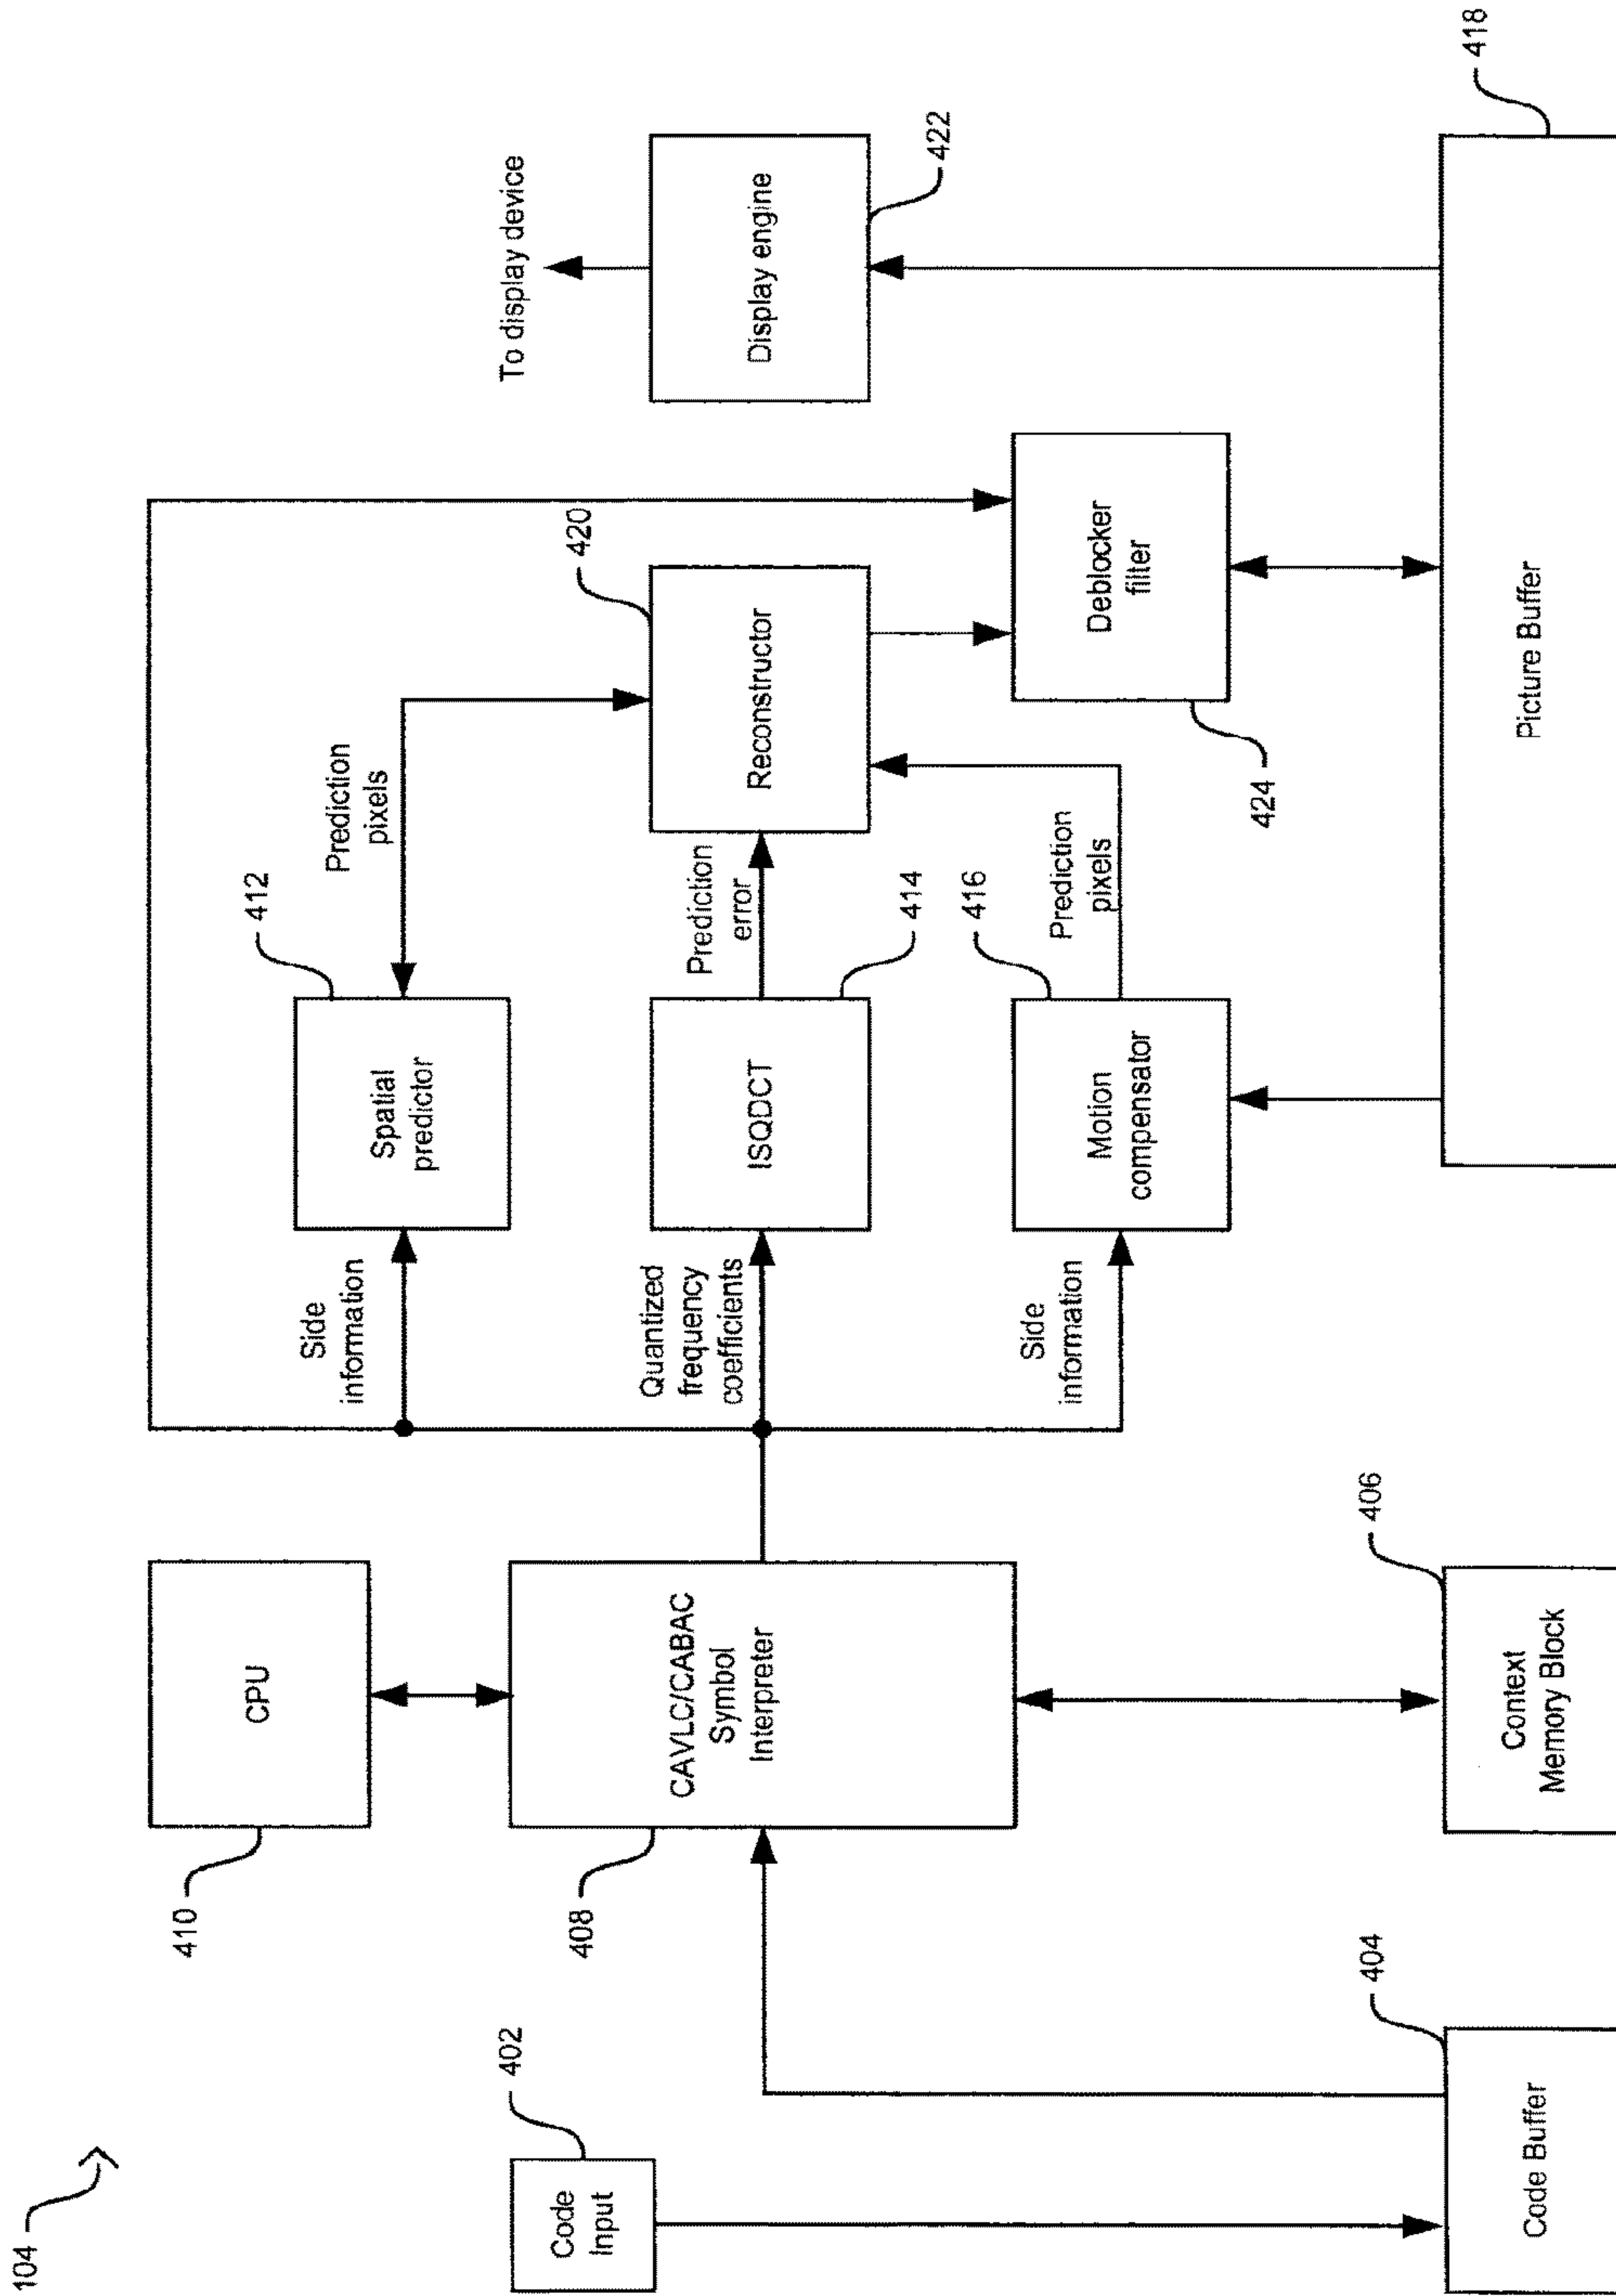 104
410
CPU
402
Code
Input
408
CAVLC/CABAC
Symbol
Interpreter
404
Code Buffer
406
Context
Memory Block
Side
information
Quantized
frequency
coefficients
Side
information
412
Spatial
predictor
ISQDCT
414
416
Motion
compensator
Prediction
pixels
Prediction
error
Prediction
pixels
420
Reconstructor
424
Deblocker
filter
To display device
Display engine
422
418
Picture Buffer